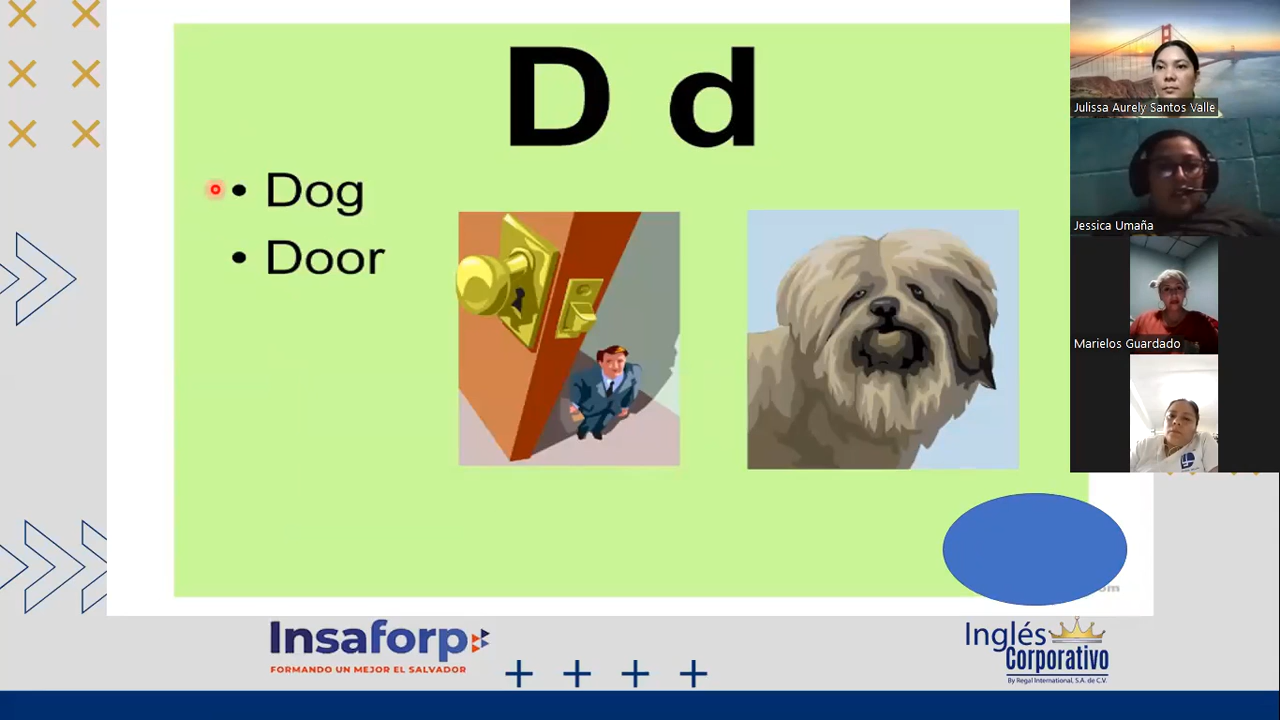 D d
• Dog
• Door
om
Julissa Aurely Santos Valle
Jessica Umaña
Marielos Guardado
Insaforp
FORMANDO UN MEJOR EL SALVADOR
Inglés
Corporativo
By Regal International, S.A. de C.V.